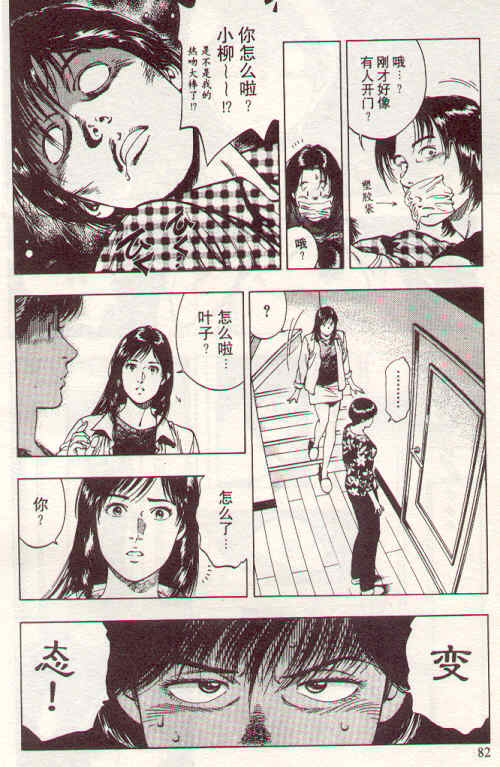 哦…?
刚才好像
有人开门?
塑胶袋
哦?
你怎么啦?
小柳~~!?
是不是我的
热吻太棒了!?
?
………
怎么啦…
叶子?
怎么了…
你?
变
态!
82